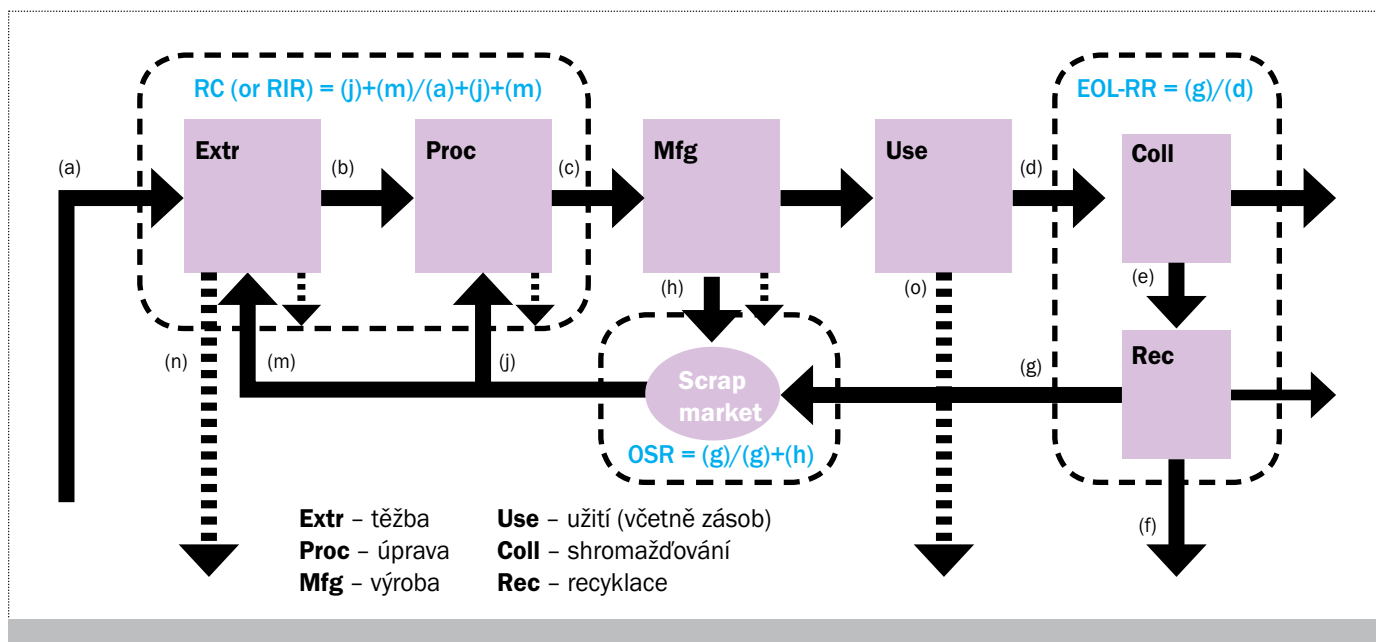 RC (or RIR) = (j)+(m)/(a)+(j)+(m)
EOL-RR = (g)/(d)
Extr
Proc
Mfg
Use
Coll
(a)
(b)
(c)
(d)
(e)
(h)
(o)
(n)
(m)
(j)
(g)
Rec
Scrap
market
OSR = (g)/(g)+(h)
(f)
Extr – těžba
Proc – úprava
Mfg – výroba
Use – užití (včetně zásob)
Coll – shromažďování
Rec – recyklace